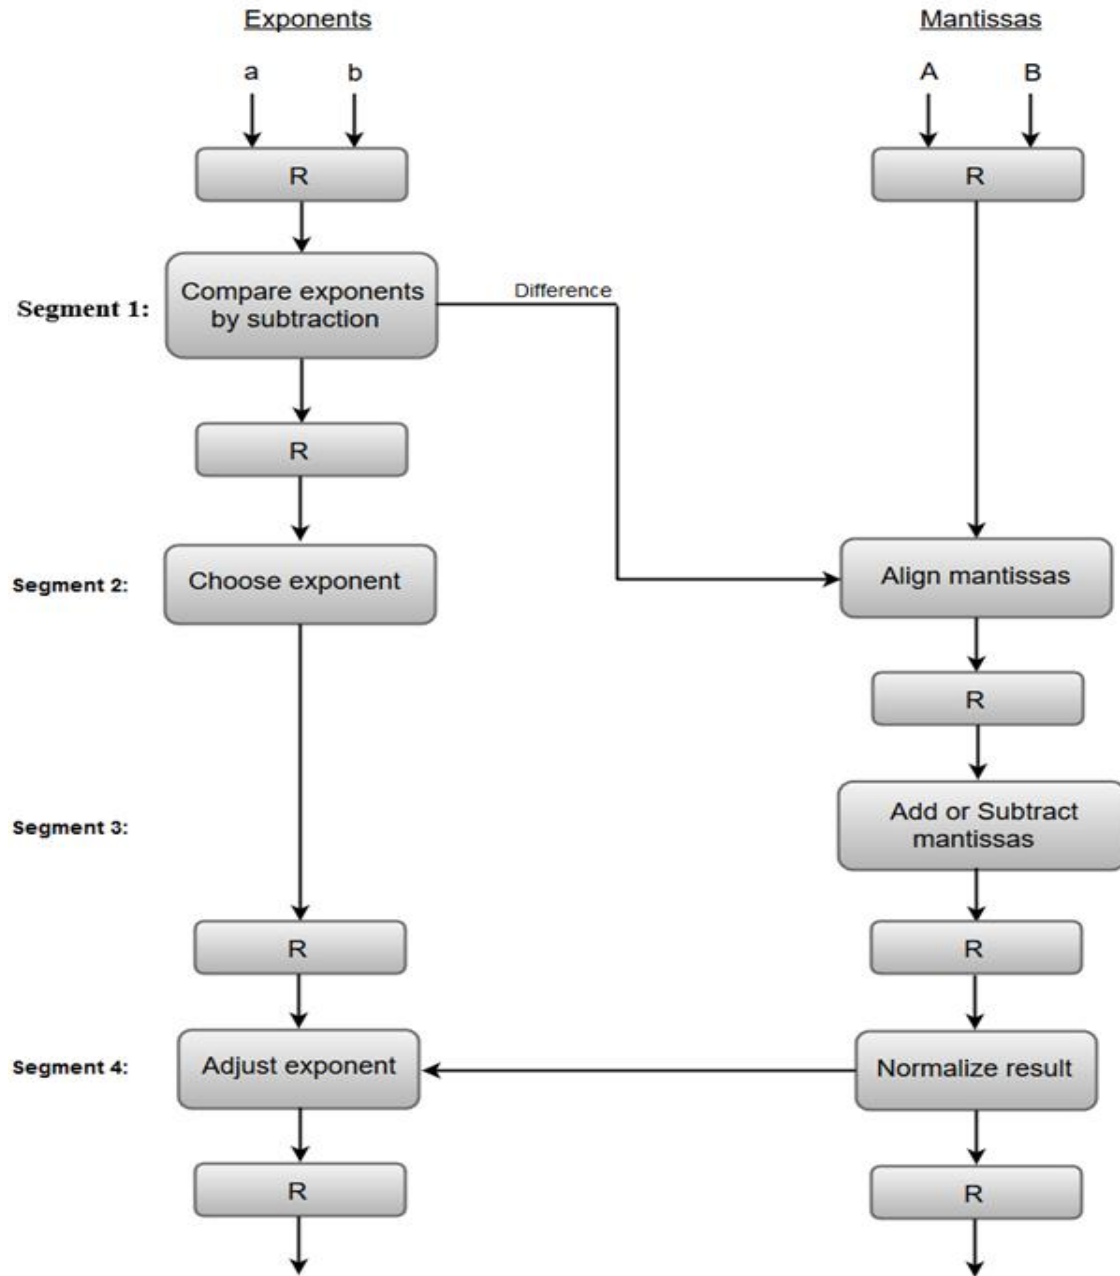 Exponents
Mantissas
a
b
A
B
R
R
Segment 1:
Compare exponents
by subtraction
Difference
R
Segment 2:
Choose exponent
Align mantissas
R
Segment 3:
Add or Subtract
mantissas
R
R
Segment 4:
Adjust exponent
Normalize result
R
R